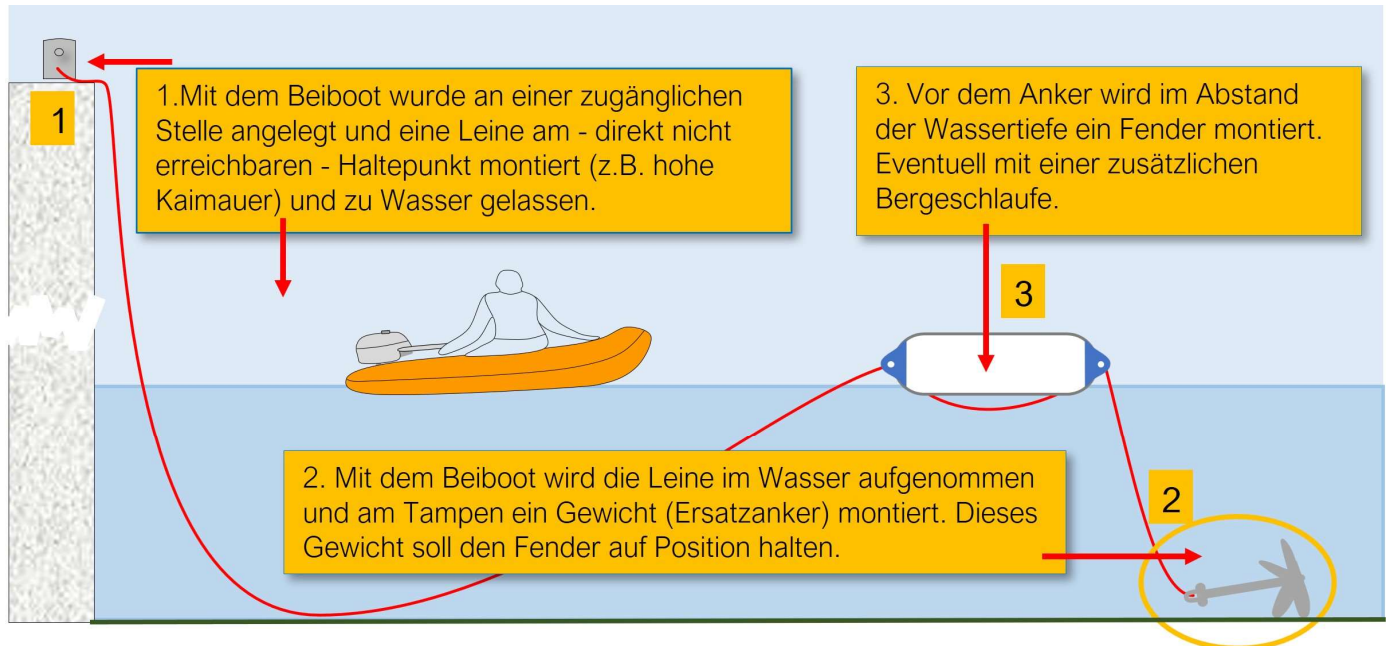 1
1.Mit dem Beiboot wurde an einer zugänglichen
Stelle angelegt und eine Leine am - direkt nicht
erreichbaren - Haltepunkt montiert (z.B. hohe
Kaimauer) und zu Wasser gelassen.
3. Vor dem Anker wird im Abstand
der Wassertiefe ein Fender montiert.
Eventuell mit einer zusätzlichen
Bergeschlaufe.
3
2. Mit dem Beiboot wird die Leine im Wasser aufgenommen
und am Tampen ein Gewicht (Ersatzanker) montiert. Dieses
Gewicht soll den Fender auf Position halten.
2